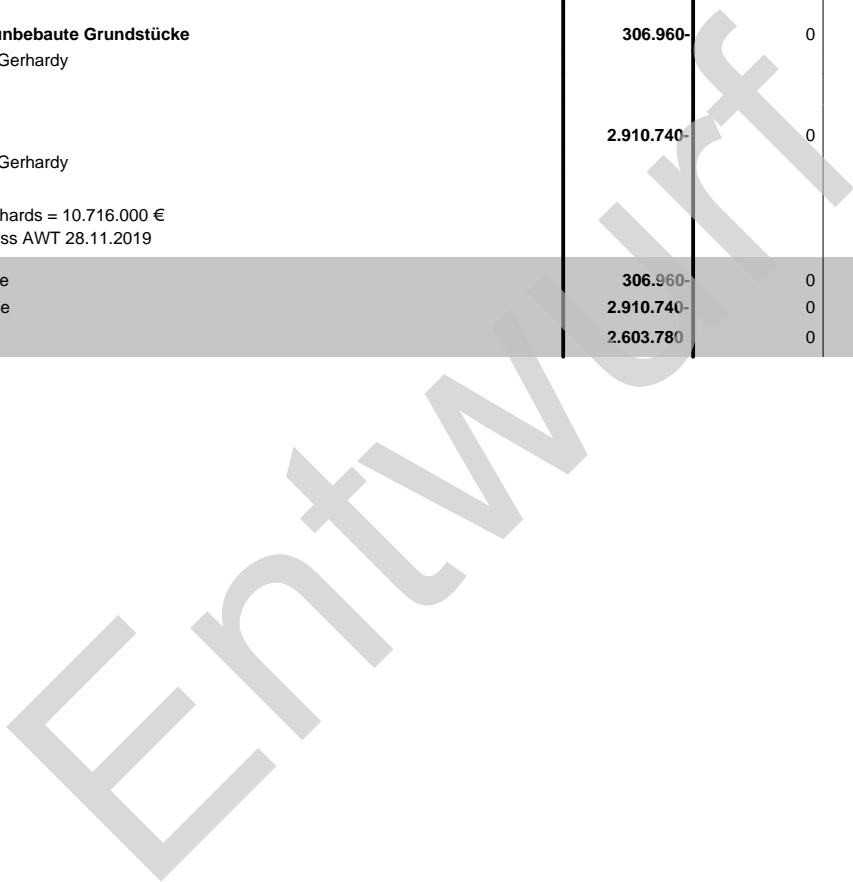 unbebaute Grundstücke 306.960- 0
Gerhardy
2.910.740- 0
Gerhardy
hards = 10.716.000 €
ss AWT 28.11.2019
e 306.960- 0
e 2.910.740- 0
2.603.780 0
Entwurf